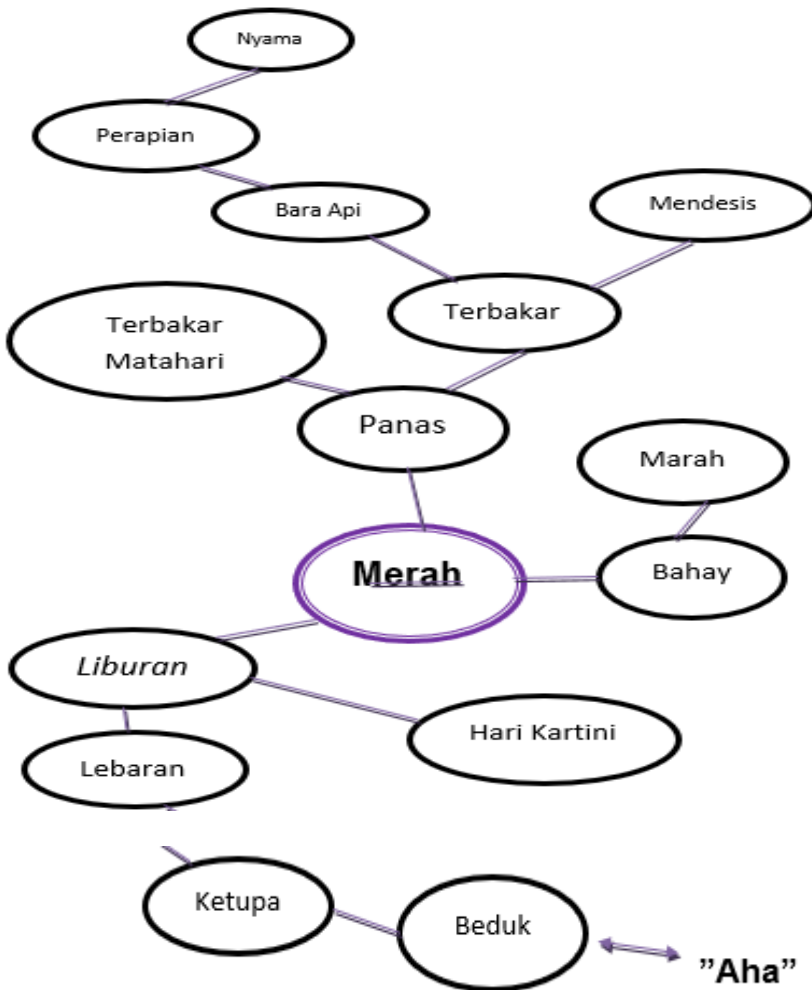 Nyama
Perapian
Bara Api
Mendesis
Terbakar
Terbakar
Matahari
Panas
Marah
Merah
Bahay
Liburan
Hari Kartini
Lebaran
Ketupa
Beduk
”Aha”